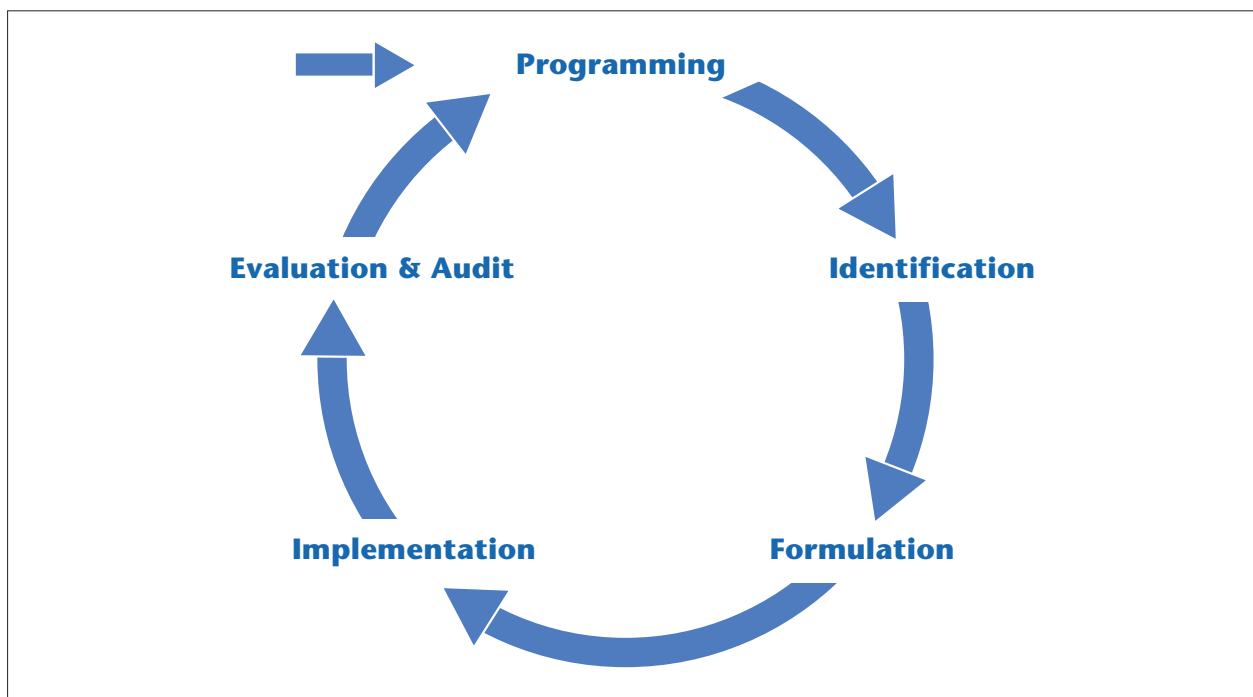 Programming
Evaluation & Audit
Identification
Implementation
Formulation